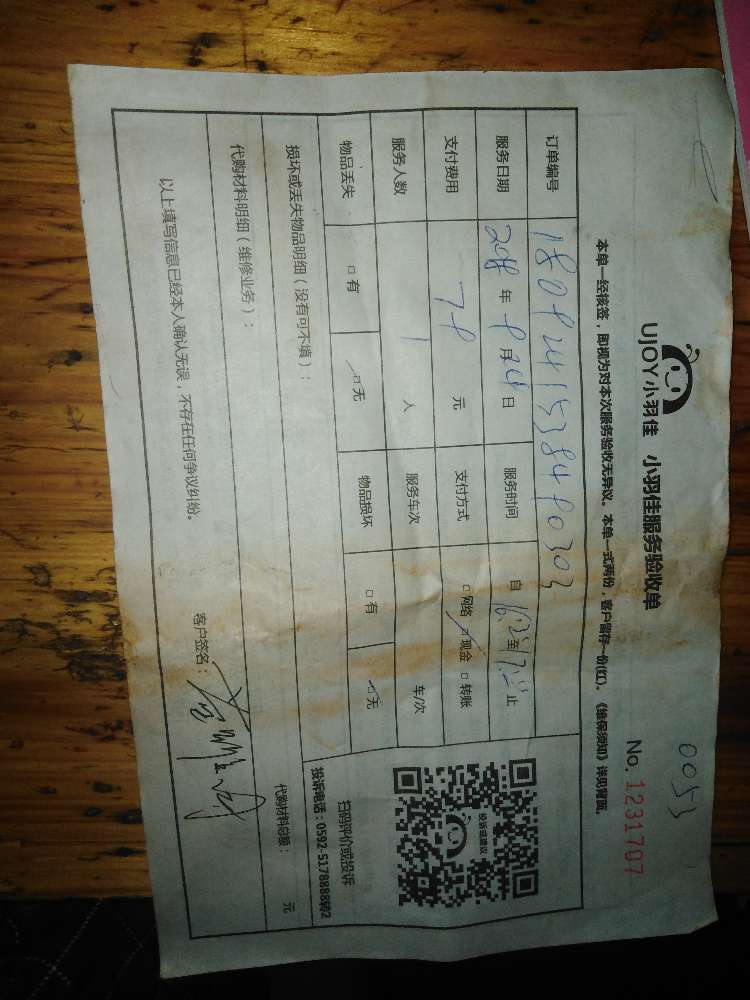 0053
UJOY小羽佳 小羽佳服务验收单
No. 1231707
本单一经核签，即视为对本次服务验收无异议。本单一式两份，客户留存一份(红)。《维保须知》详见背面。
订单编号
服务日期 2018 年 8 月 24 日 服务时间 自 至 止
支付费用 78 元 支付方式 □网络 ☑现金 □转账
服务人数 1 人 服务车次 车/次
物品丢失 □有 ☑无 物品损坏 □有 ☑无
损坏或丢失物品明细（没有可不填）：
代购材料明细（维修业务）：
代购材料总额： 元
投诉或建议
扫码评价或投诉
投诉电话：0592-5178888转2
以上填写信息已经本人确认无误，不存在任何争议纠纷。
客户签名：